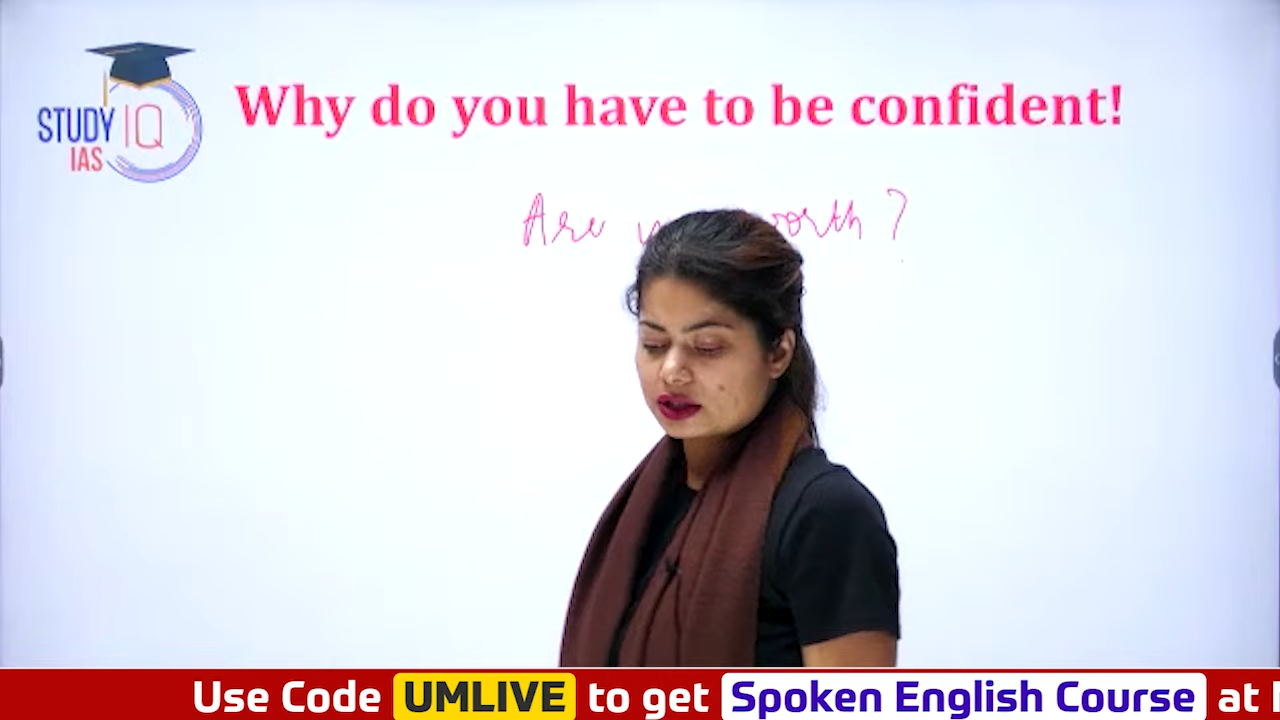 STUDY IQ
IAS
Why do you have to be confident!
Are worth ?
Use Code UMLIVE to get Spoken English Course at